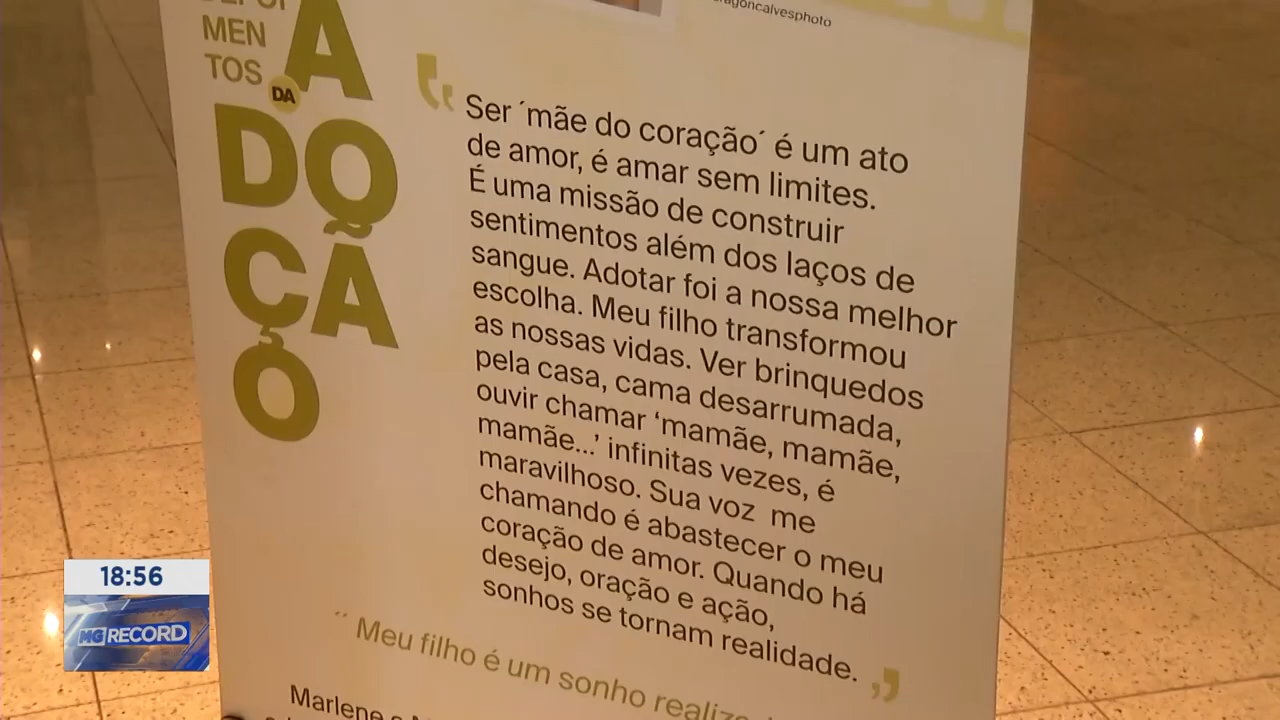 MEN
TOS DA
A
DO
ÇÃ
O
goncalvesphoto
Ser ´mãe do coração´ é um ato
de amor, é amar sem limites.
É uma missão de construir
sentimentos além dos laços de
sangue. Adotar foi a nossa melhor
escolha. Meu filho transformou
as nossas vidas. Ver brinquedos
pela casa, cama desarrumada,
ouvir chamar ‘mamãe, mamãe,
mamãe...’ infinitas vezes, é
maravilhoso. Sua voz me
chamando é abastecer o meu
coração de amor. Quando há
desejo, oração e ação,
sonhos se tornam realidade.
Meu filho é um sonho
Marlene
18:56
MG RECORD